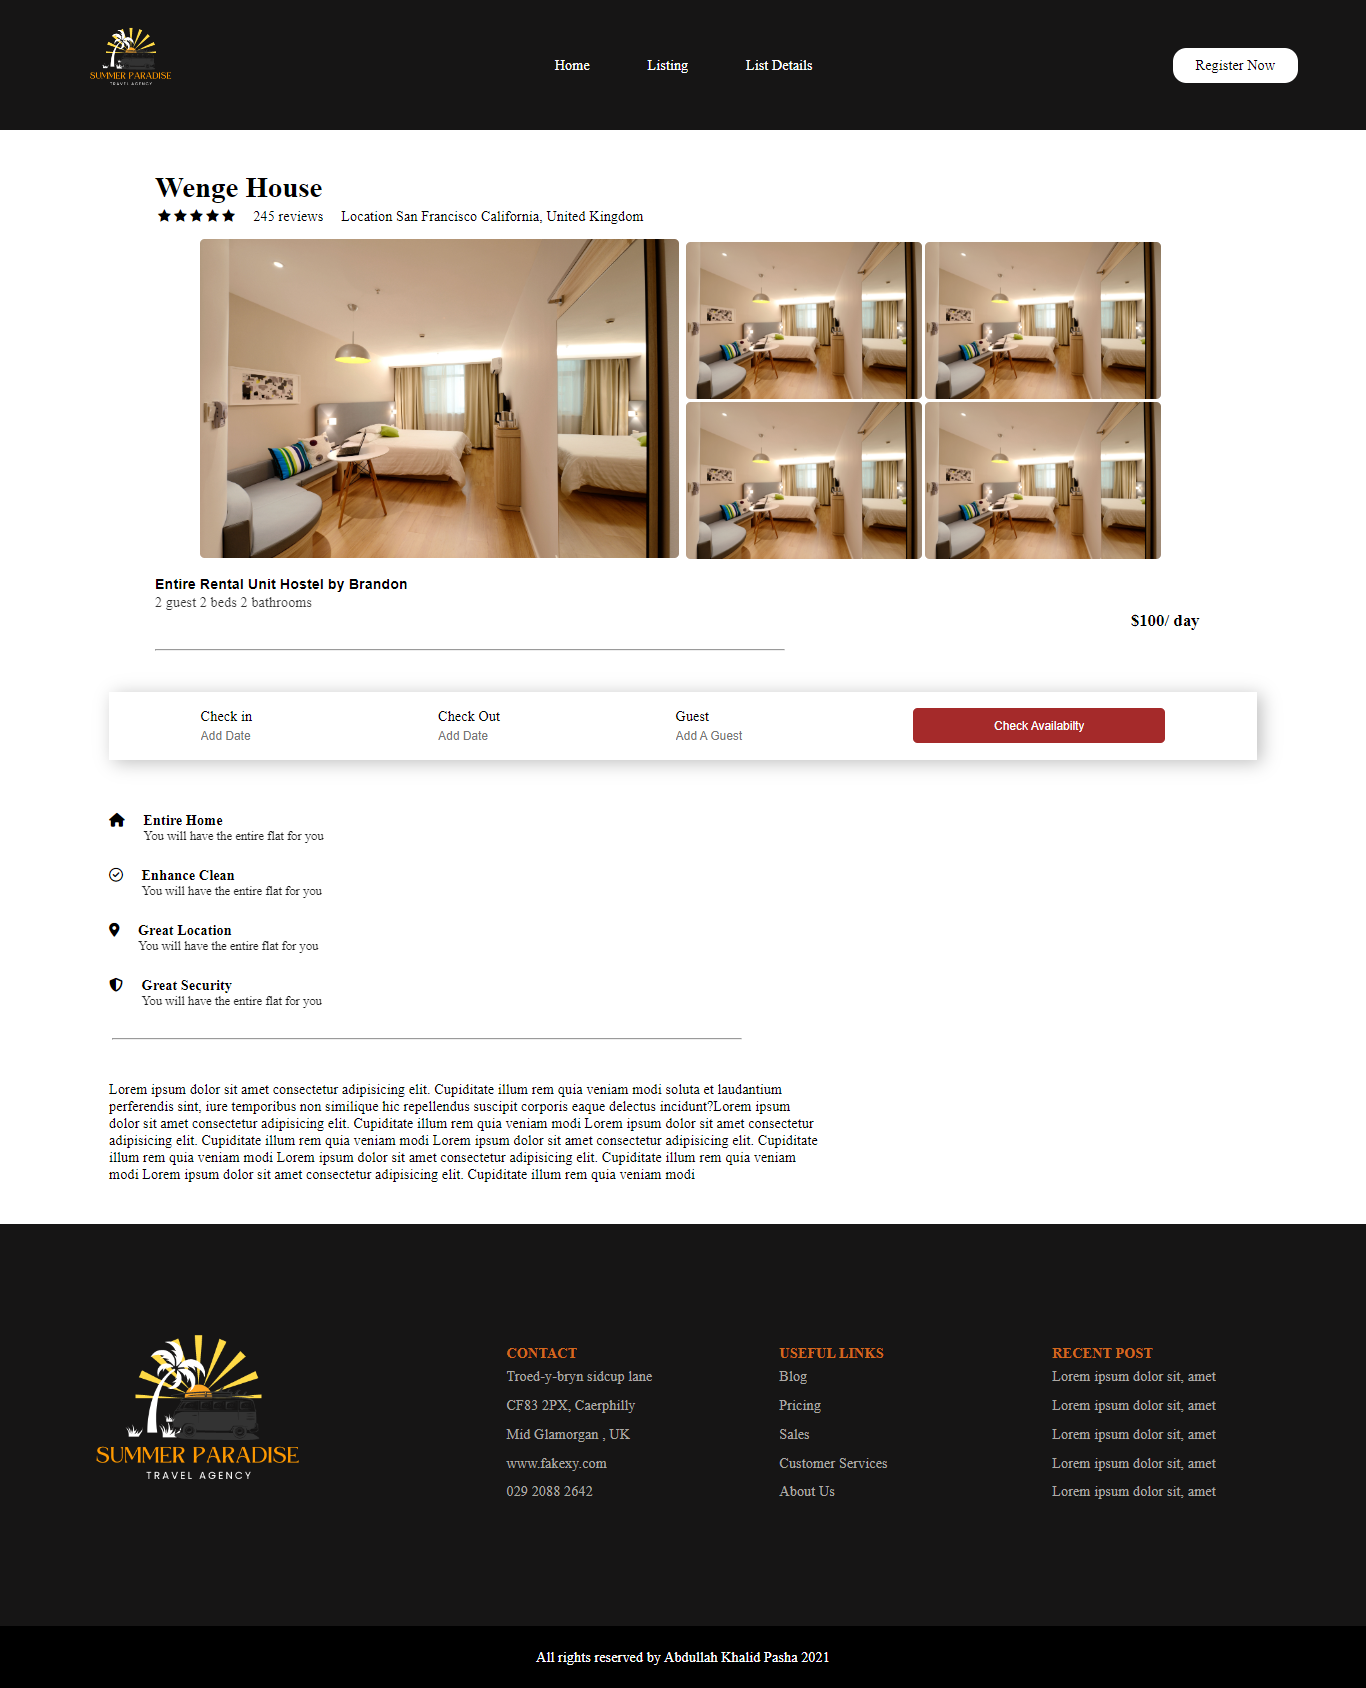 SUMMER PARADISE
TRAVEL AGENCY
Home
Listing
List Details
Register Now
Wenge House
245 reviews
Location San Francisco California, United Kingdom
Entire Rental Unit Hostel by Brandon
2 guest 2 beds 2 bathrooms
$100/ day
Check in
Add Date
Check Out
Add Date
Guest
Add A Guest
Check Availabilty
Entire Home
You will have the entire flat for you
Enhance Clean
You will have the entire flat for you
Great Location
You will have the entire flat for you
Great Security
You will have the entire flat for you
Lorem ipsum dolor sit amet consectetur adipisicing elit. Cupiditate illum rem quia veniam modi soluta et laudantium
perferendis sint, iure temporibus non similique hic repellendus suscipit corporis eaque delectus incidunt?Lorem ipsum
dolor sit amet consectetur adipisicing elit. Cupiditate illum rem quia veniam modi Lorem ipsum dolor sit amet consectetur
adipisicing elit. Cupiditate illum rem quia veniam modi Lorem ipsum dolor sit amet consectetur adipisicing elit. Cupiditate
illum rem quia veniam modi Lorem ipsum dolor sit amet consectetur adipisicing elit. Cupiditate illum rem quia veniam
modi Lorem ipsum dolor sit amet consectetur adipisicing elit. Cupiditate illum rem quia veniam modi
SUMMER PARADISE
TRAVEL AGENCY
CONTACT
Troed-y-bryn sidcup lane
CF83 2PX, Caerphilly
Mid Glamorgan , UK
www.fakexy.com
029 2088 2642
USEFUL LINKS
Blog
Pricing
Sales
Customer Services
About Us
RECENT POST
Lorem ipsum dolor sit, amet
Lorem ipsum dolor sit, amet
Lorem ipsum dolor sit, amet
Lorem ipsum dolor sit, amet
Lorem ipsum dolor sit, amet
All rights reserved by Abdullah Khalid Pasha 2021